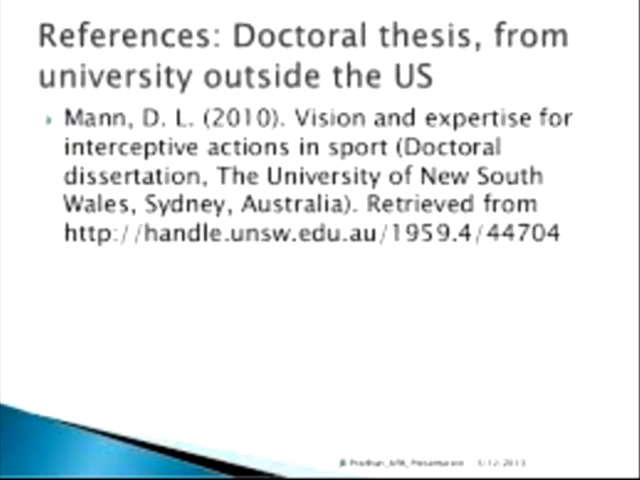 References: Doctoral thesis, from
university outside the US
Mann, D. L. (2010). Vision and expertise for
interceptive actions in sport (Doctoral
dissertation, The University of New South
Wales, Sydney, Australia). Retrieved from
http://handle.unsw.edu.au/1959.4/44704